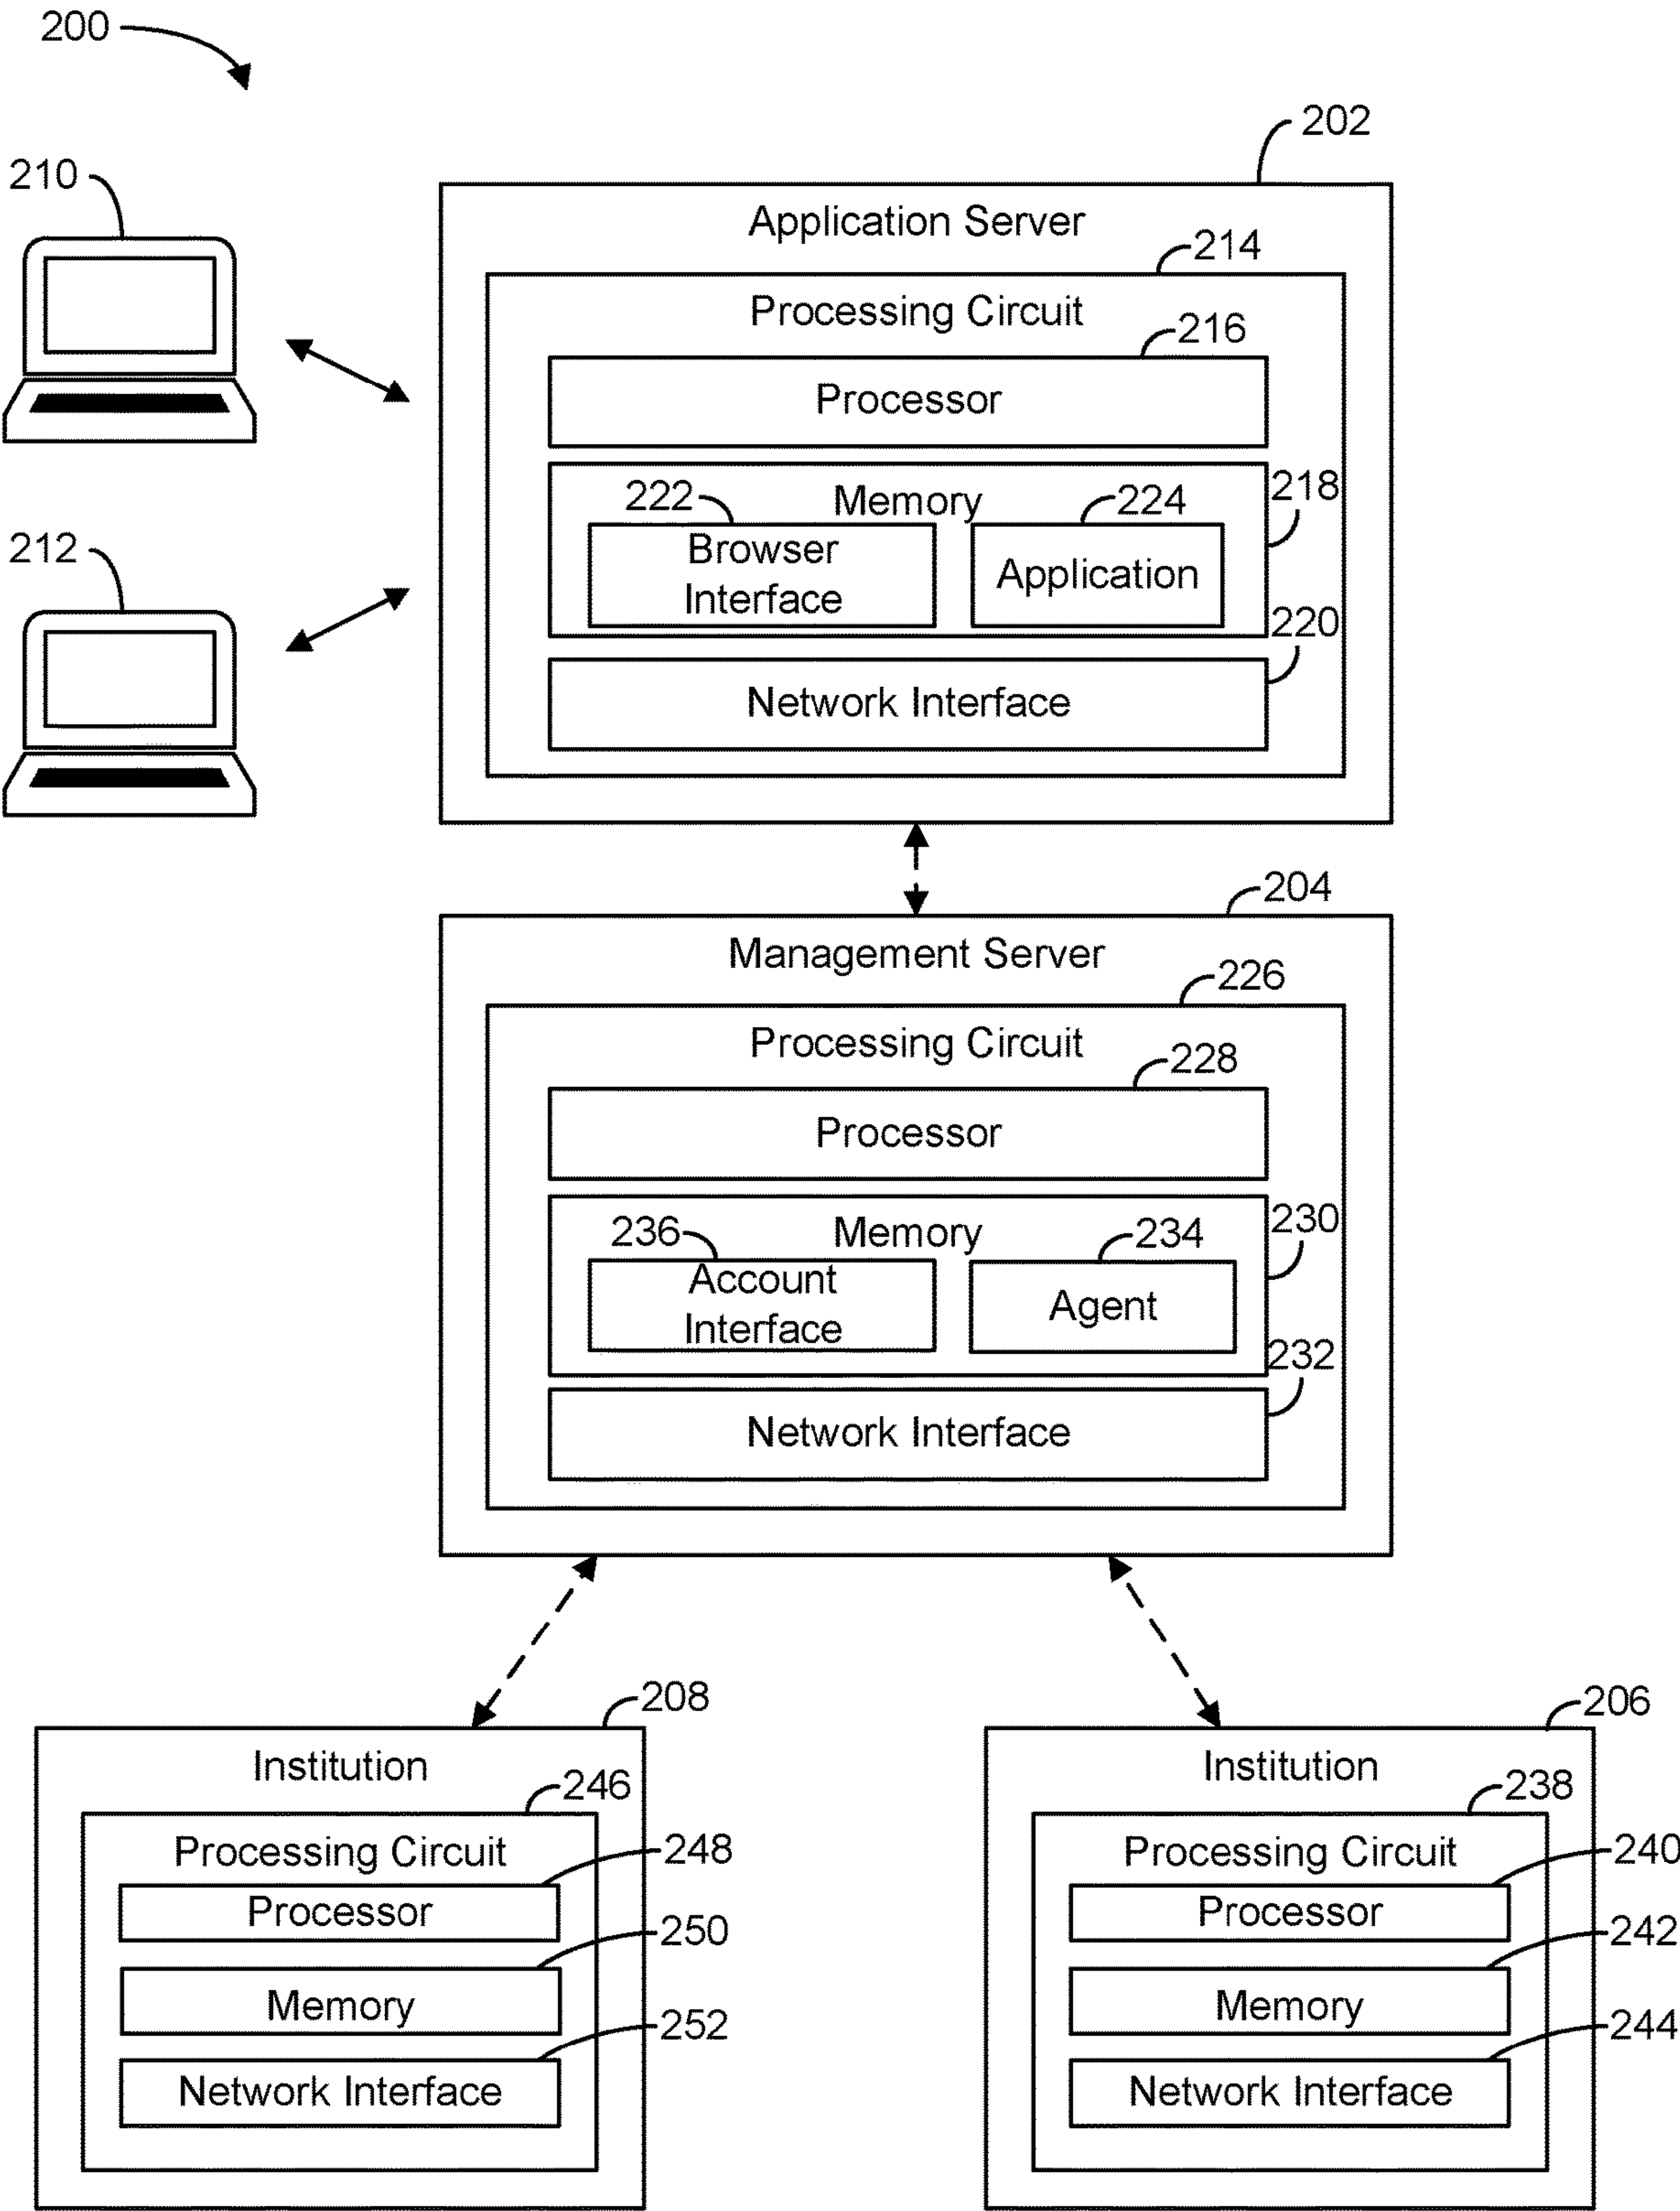 200
202
210
Application Server
214
Processing Circuit
216
Processor
218
222
Memory
224
Browser
Interface
Application
212
220
Network Interface
204
Management Server
226
Processing Circuit
228
Processor
230
236
Memory
234
Account
Interface
Agent
232
Network Interface
208
Institution
246
Processing Circuit
248
Processor
250
Memory
252
Network Interface
206
Institution
238
Processing Circuit
240
Processor
242
Memory
244
Network Interface